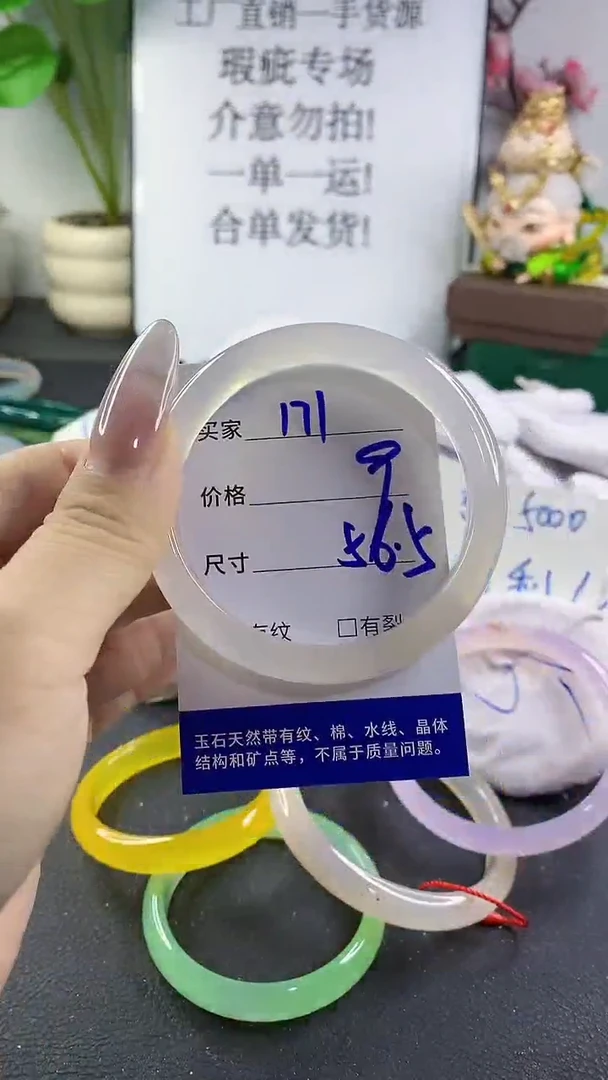 工厂直销一手货源
瑕疵专场
介意勿拍!
一单一运!
合单发货!
买家 171
价格 9
尺寸 56.5
有纹 □有裂
5000
玉石天然带有纹、棉、水线、晶体
结构和矿点等，不属于质量问题。